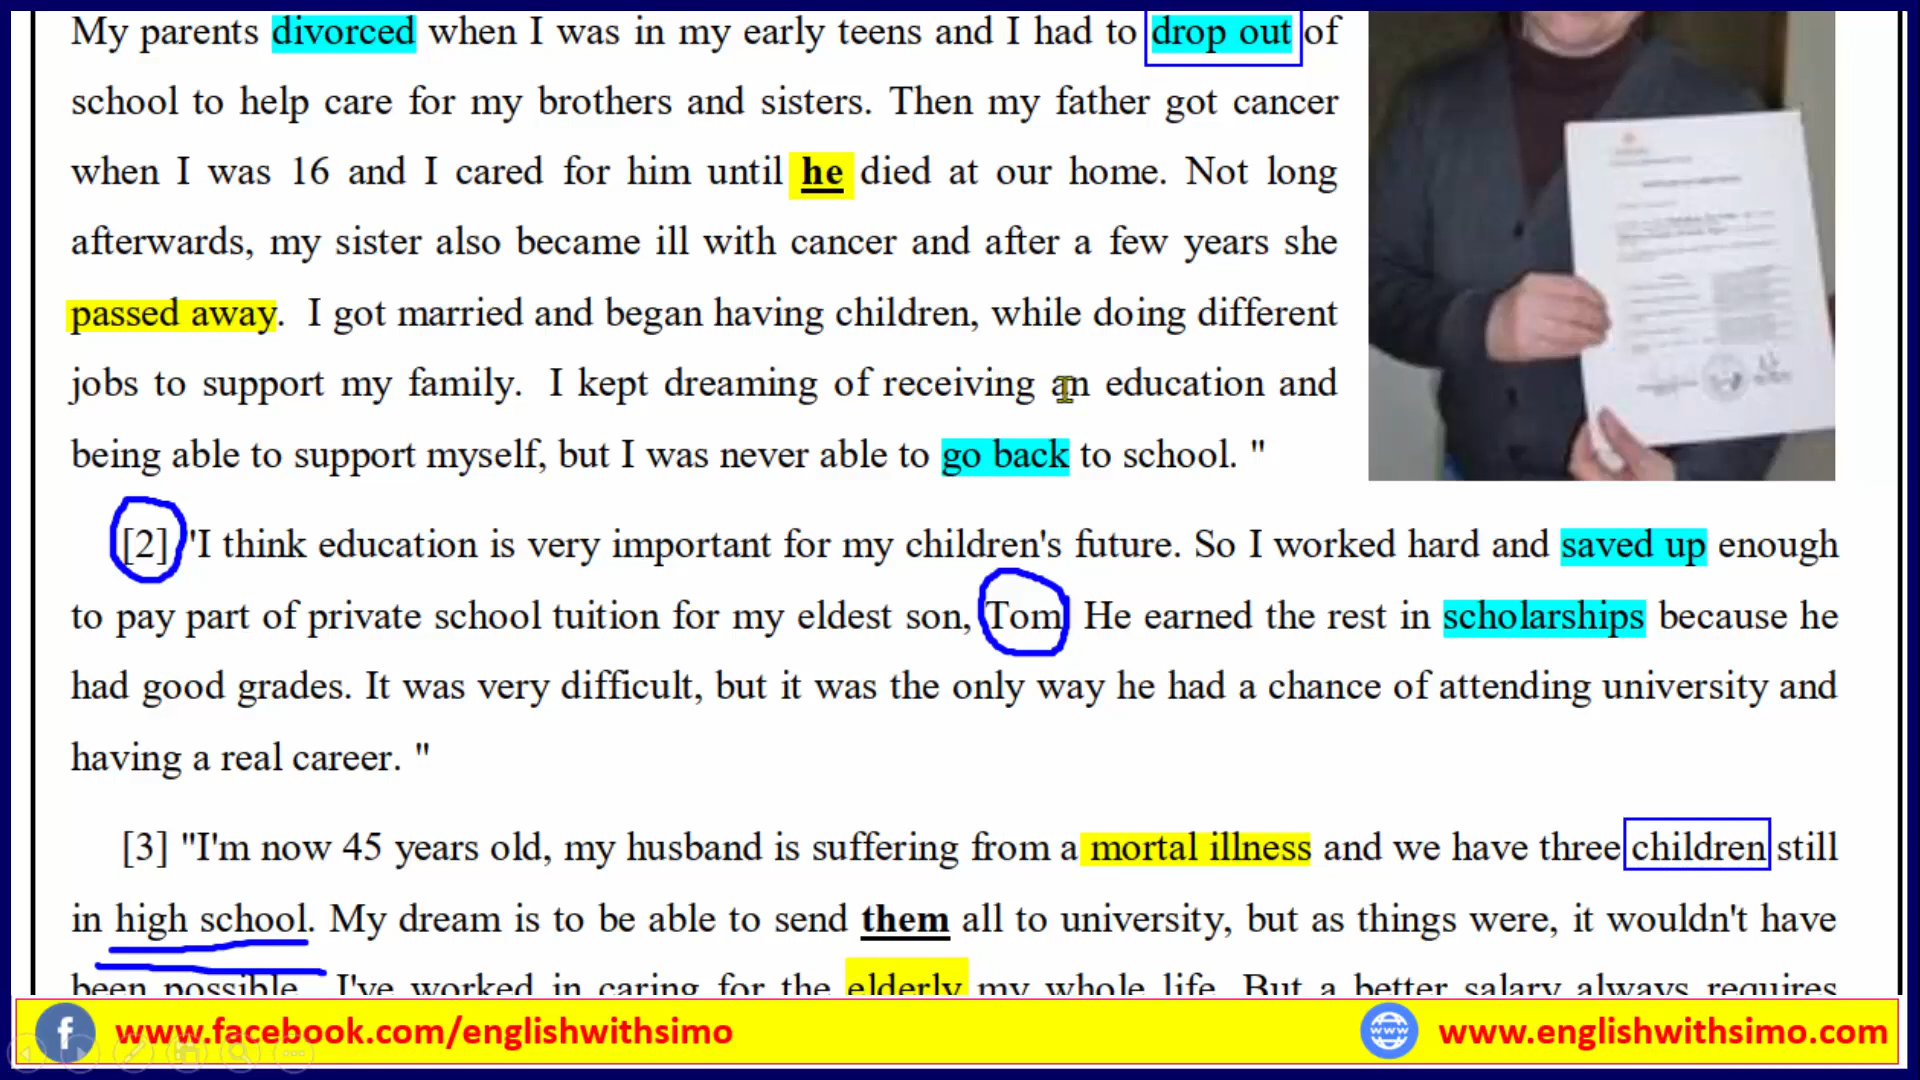 My parents divorced when I was in my early teens and I had to drop out of
school to help care for my brothers and sisters. Then my father got cancer
when I was 16 and I cared for him until he died at our home. Not long
afterwards, my sister also became ill with cancer and after a few years she
passed away. I got married and began having children, while doing different
jobs to support my family. I kept dreaming of receiving an education and
being able to support myself, but I was never able to go back to school. "
[2] "I think education is very important for my children's future. So I worked hard and saved up enough
to pay part of private school tuition for my eldest son, Tom. He earned the rest in scholarships because he
had good grades. It was very difficult, but it was the only way he had a chance of attending university and
having a real career. "
[3] "I'm now 45 years old, my husband is suffering from a mortal illness and we have three children still
in high school. My dream is to be able to send them all to university, but as things were, it wouldn't have
been possible. I've worked in caring for the elderly my whole life. But a better salary always requires
www.facebook.com/englishwithsimo
www.englishwithsimo.com